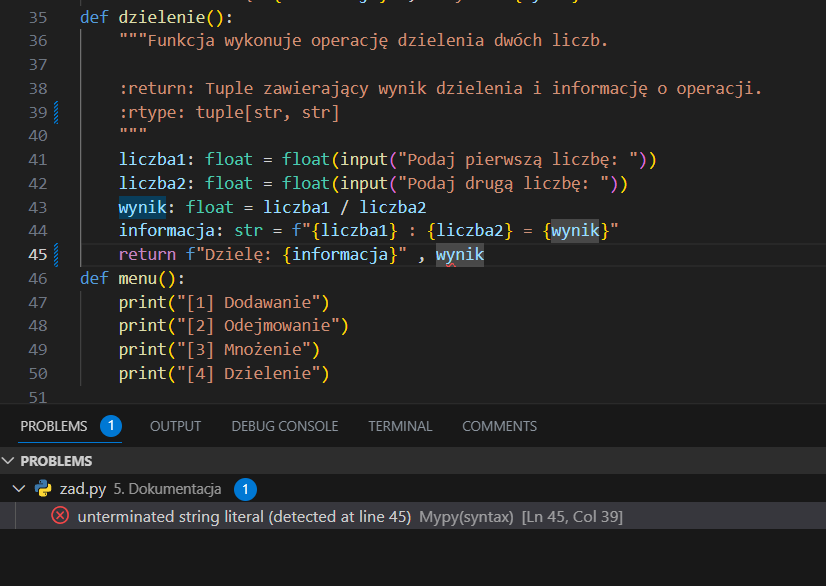 35 def dzielenie():
36 """Funkcja wykonuje operację dzielenia dwóch liczb.
37
38 :return: Tuple zawierający wynik dzielenia i informację o operacji.
39 :rtype: tuple[str, str]
40 """
41 liczba1: float = float(input("Podaj pierwszą liczbę: "))
42 liczba2: float = float(input("Podaj drugą liczbę: "))
43 wynik: float = liczba1 / liczba2
44 informacja: str = f"{liczba1} : {liczba2} = {wynik}"
45 return f"Dzielę: {informacja}" , wynik
46 def menu():
47 print("[1] Dodawanie")
48 print("[2] Odejmowanie")
49 print("[3] Mnożenie")
50 print("[4] Dzielenie")
51
PROBLEMS 1 OUTPUT DEBUG CONSOLE TERMINAL COMMENTS
PROBLEMS
zad.py 5. Dokumentacja 1
unterminated string literal (detected at line 45) Mypy(syntax) [Ln 45, Col 39]